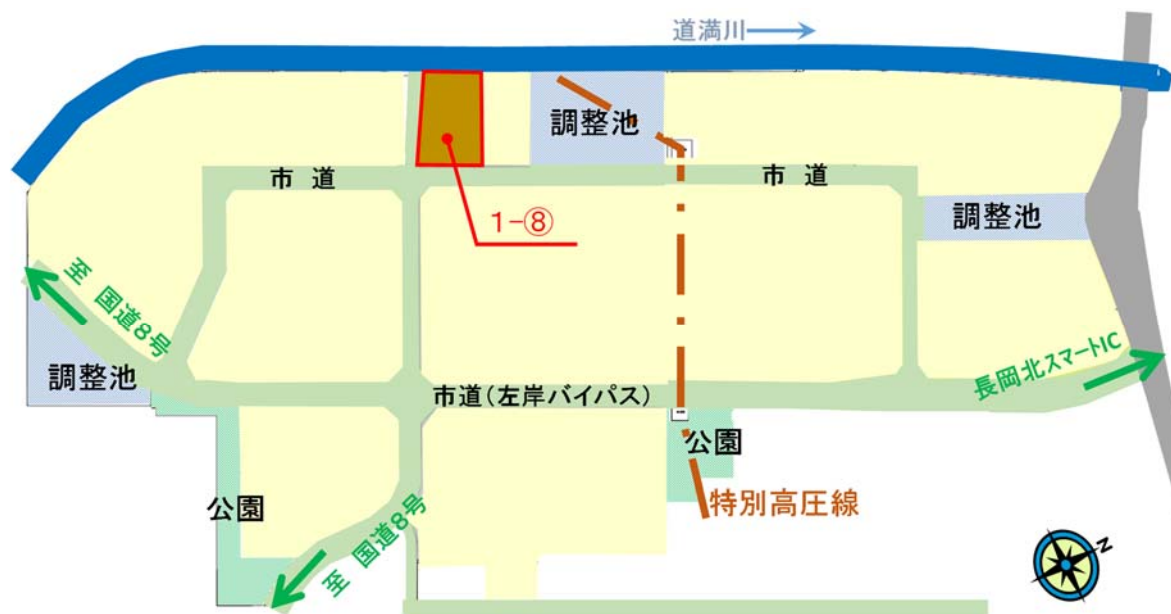 道満川
調整池
市 道
市 道
1-⑧
調整池
至 国道8号
調整池
市道(左岸バイパス)
長岡北スマートIC
公園
公園
特別高圧線
至 国道8号
N